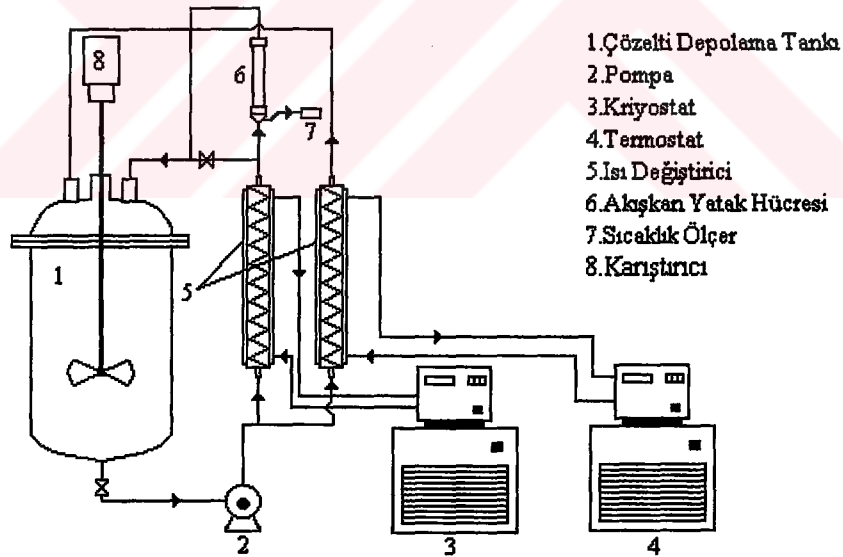 1.Çözelti Depolama Tankı
2.Pompa
3.Kriyostat
4.Termostat
5.Isı Değiştirici
6.Akışkan Yatak Hücresi
7.Sıcaklık Ölçer
8.Karıştırıcı
8
6
7
1
5
2
3
4